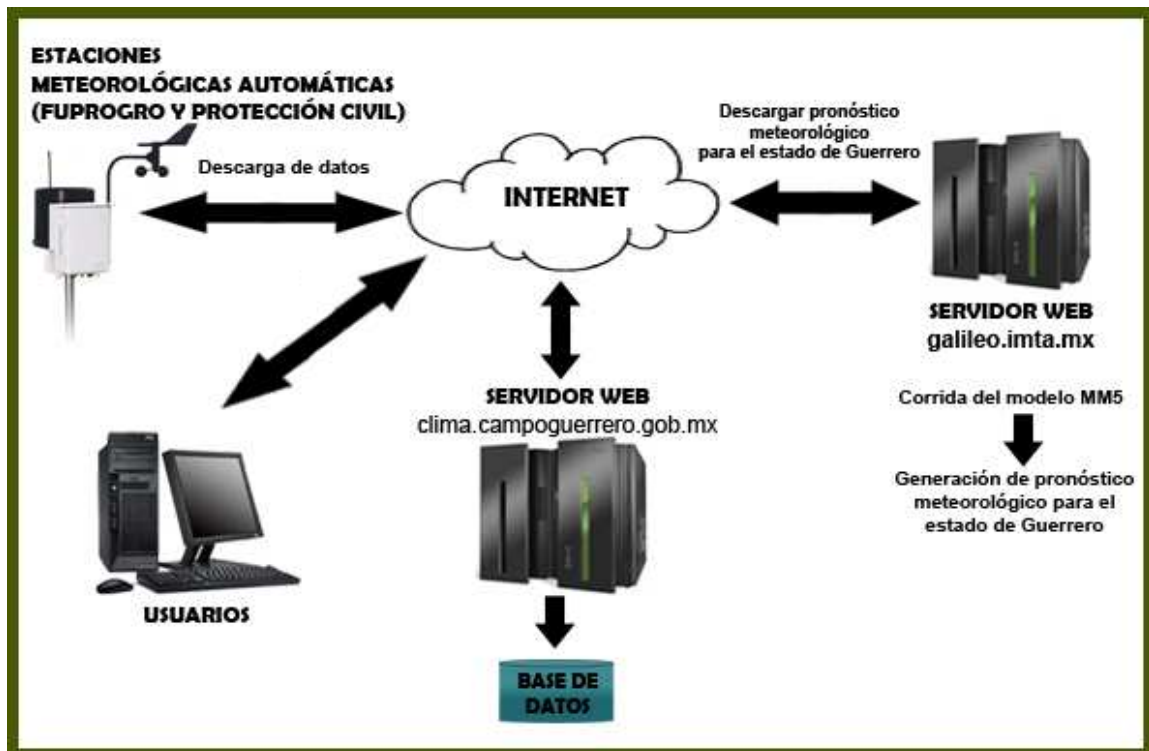 ESTACIONES
METEOROLÓGICAS AUTOMÁTICAS
(FUPROGRO Y PROTECCIÓN CIVIL)
Descarga de datos
INTERNET
Descargar pronóstico
meteorológico
para el estado de Guerrero
SERVIDOR WEB
galileo.imta.mx
Corrida del modelo MM5
Generación de pronóstico
meteorológico para el
estado de Guerrero
SERVIDOR WEB
clima.campoguerrero.gob.mx
USUARIOS
BASE DE
DATOS